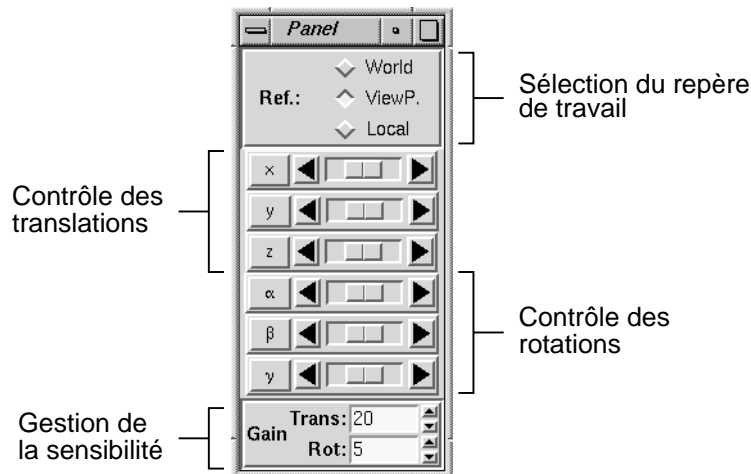 Panel
World
Ref.: ViewP.
Local
Sélection du repère
de travail
x
y
z
Contrôle des
translations
α
β
γ
Contrôle des
rotations
Gestion de
la sensibilité
Gain
Trans: 20
Rot: 5